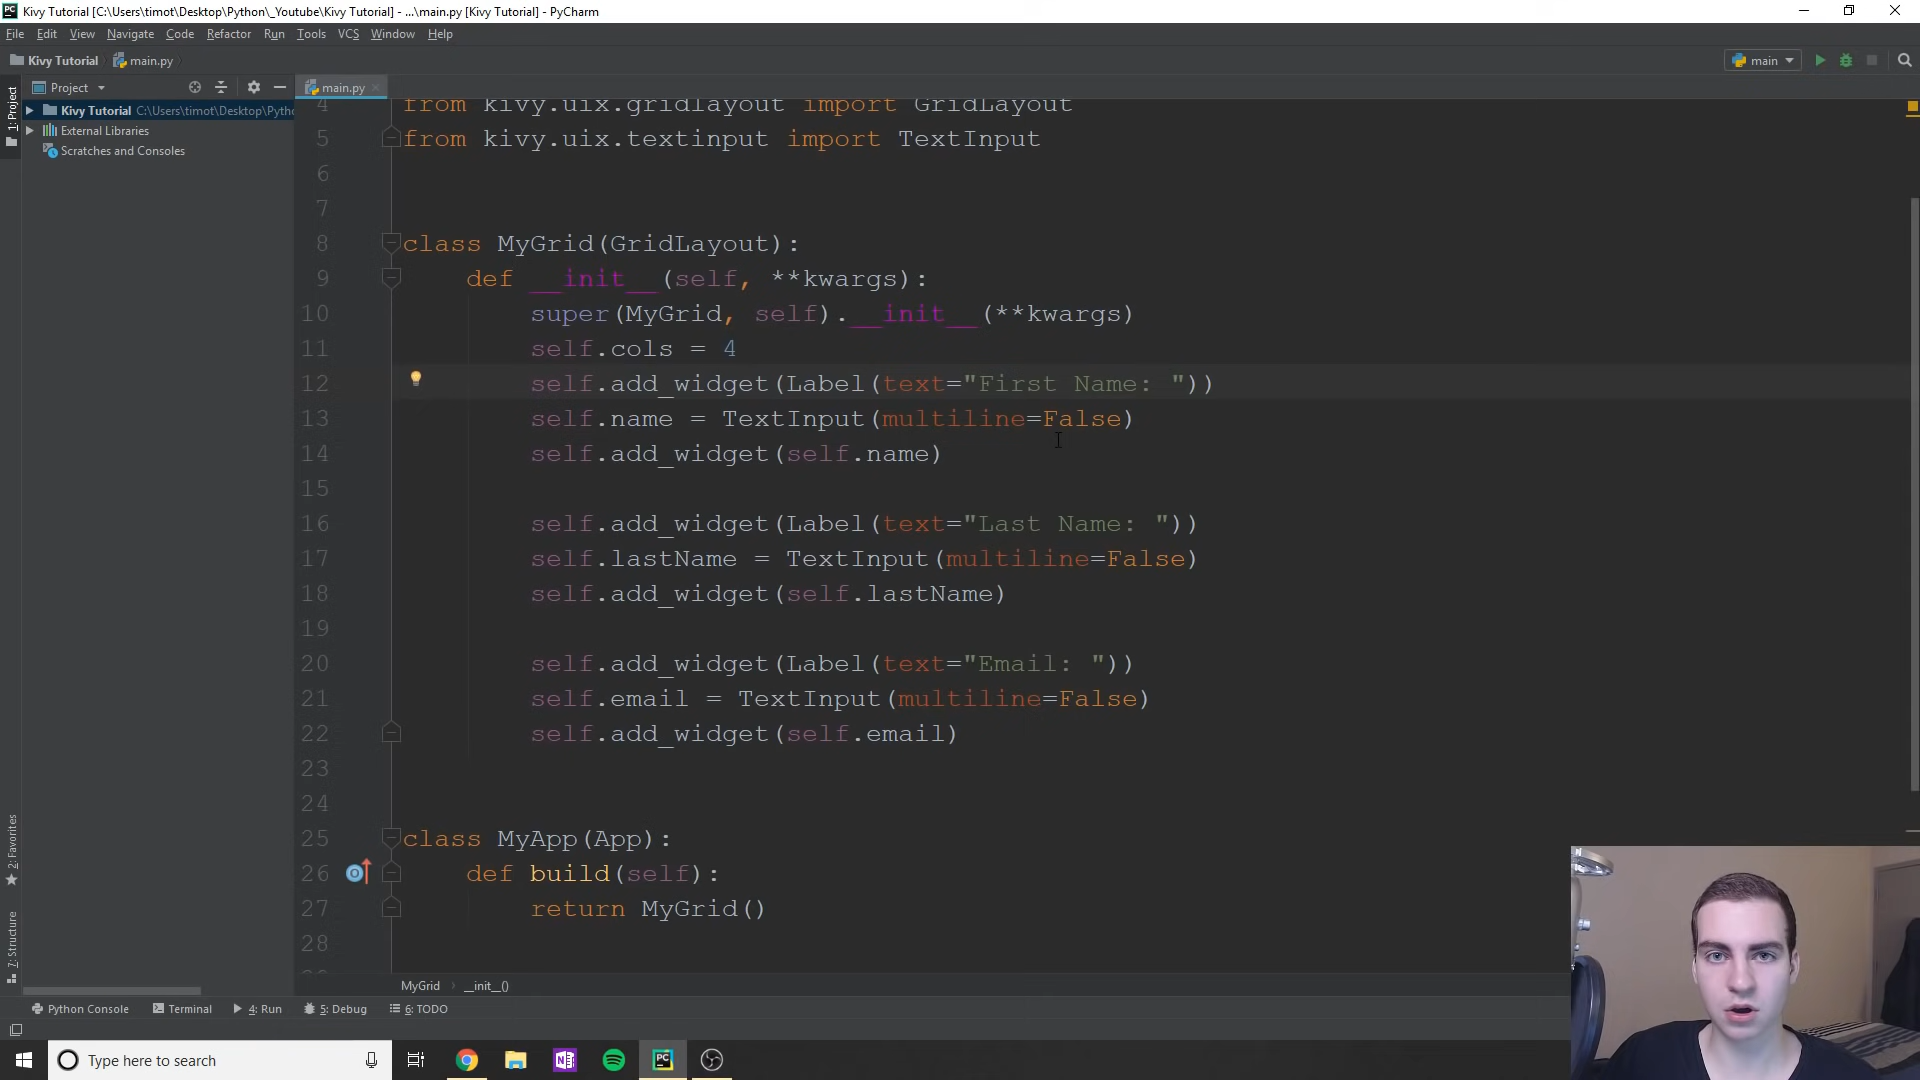 Kivy Tutorial [C:\Users\timot\Desktop\Python\_Youtube\Kivy Tutorial] - ...\main.py [Kivy Tutorial] - PyCharm
File Edit View Navigate Code Refactor Run Tools VCS Window Help
Kivy Tutorial main.py
main
Project
main.py
1: Project
Kivy Tutorial C:\Users\timot\Desktop\Pytho
External Libraries
Scratches and Consoles
4 from kivy.uix.gridlayout import GridLayout
5 from kivy.uix.textinput import TextInput
6
7
8 class MyGrid(GridLayout):
9 def __init__(self, **kwargs):
10 super(MyGrid, self).__init__(**kwargs)
11 self.cols = 4
12 self.add_widget(Label(text="First Name: "))
13 self.name = TextInput(multiline=False)
14 self.add_widget(self.name)
15
16 self.add_widget(Label(text="Last Name: "))
17 self.lastName = TextInput(multiline=False)
18 self.add_widget(self.lastName)
19
20 self.add_widget(Label(text="Email: "))
21 self.email = TextInput(multiline=False)
22 self.add_widget(self.email)
23
24
25 class MyApp(App):
26 def build(self):
27 return MyGrid()
28
2: Favorites
7: Structure
MyGrid __init__()
Python Console Terminal 4: Run 5: Debug 6: TODO
Type here to search